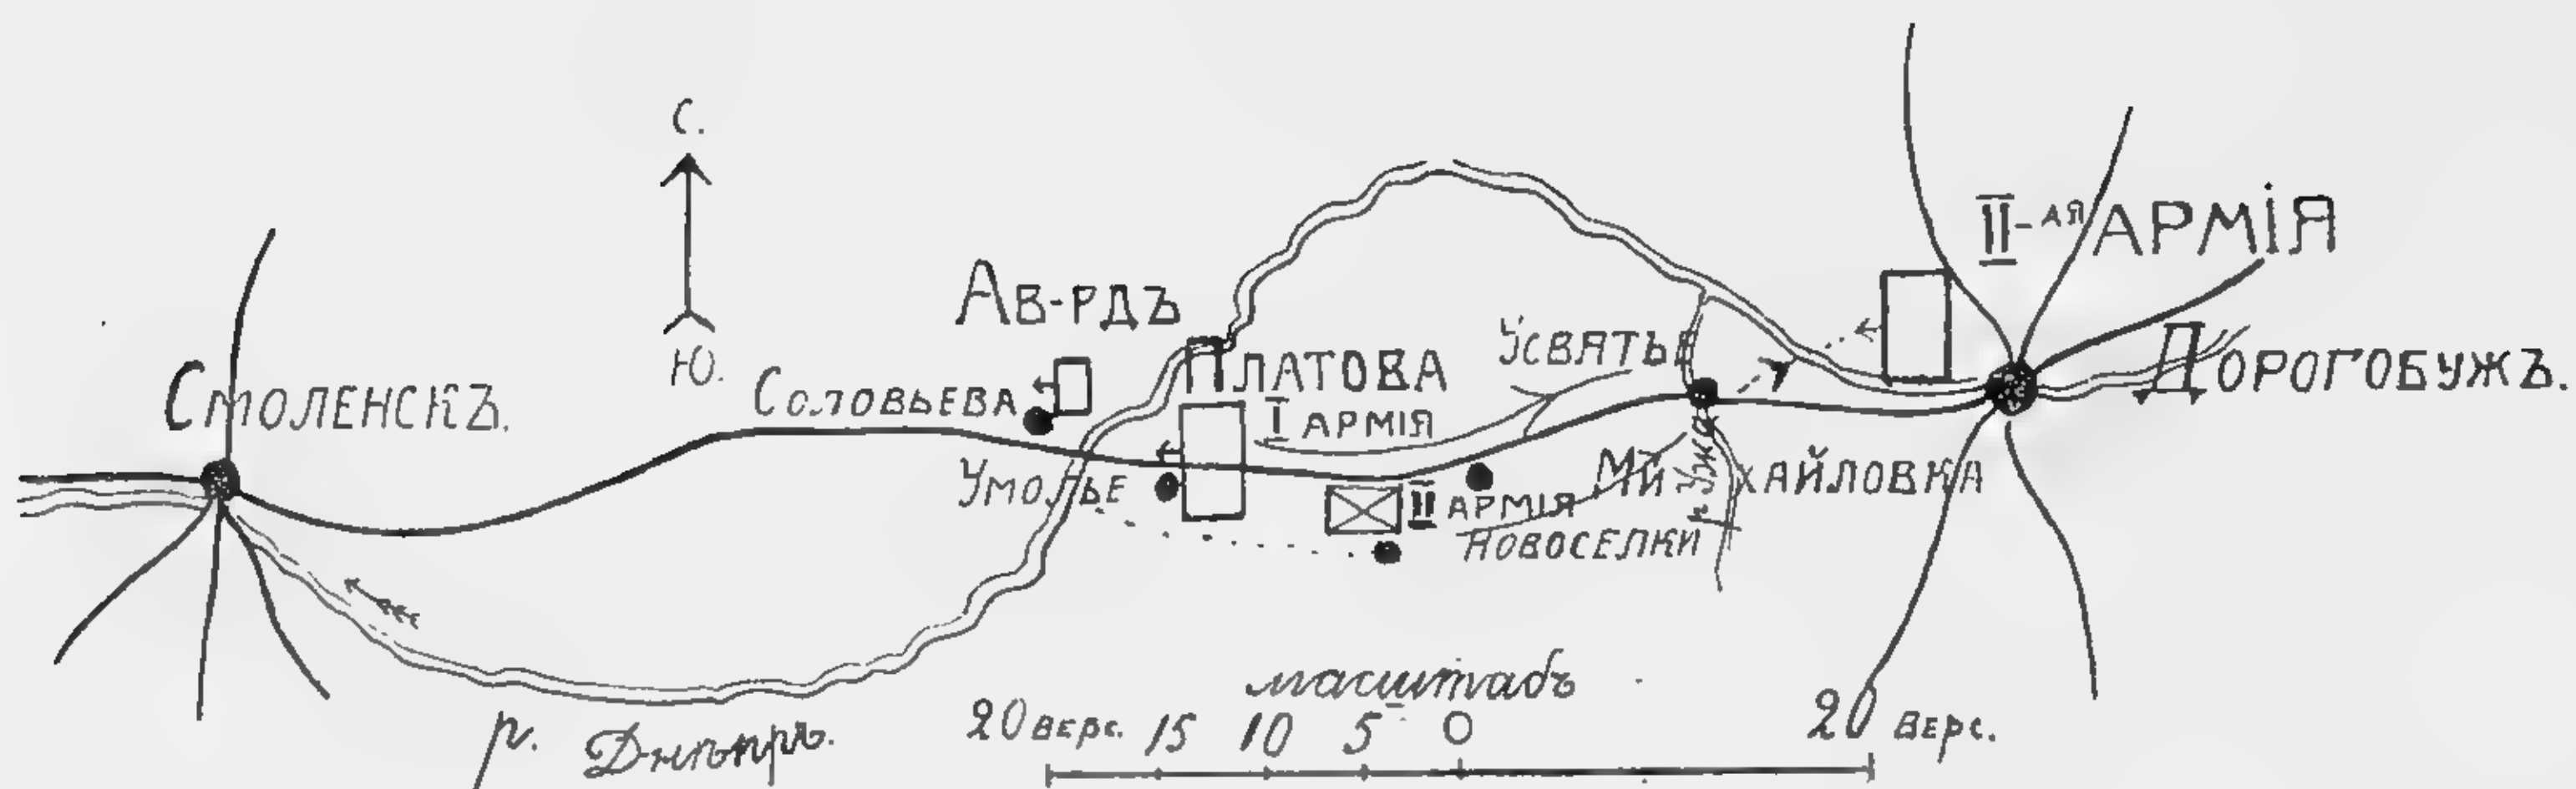 С.
Ю.
Смоленскъ.
Соловьева
Ав-рдъ
Платова
I армія
Умолье
II армія
Новоселки
Усвятье
Михайловка
р. Ужа
II-ая Армія
Дорогобужъ.
р. Днѣпръ.
масштабъ
20 верс. 15 10 5 0 20 верс.